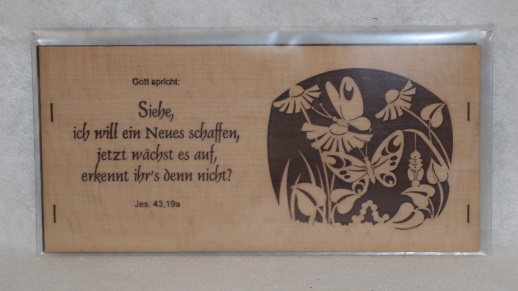 Gott spricht:
Siehe,
ich will ein Neues schaffen,
jetzt wächst es auf,
erkennt ihr's denn nicht?
Jes. 43,19a